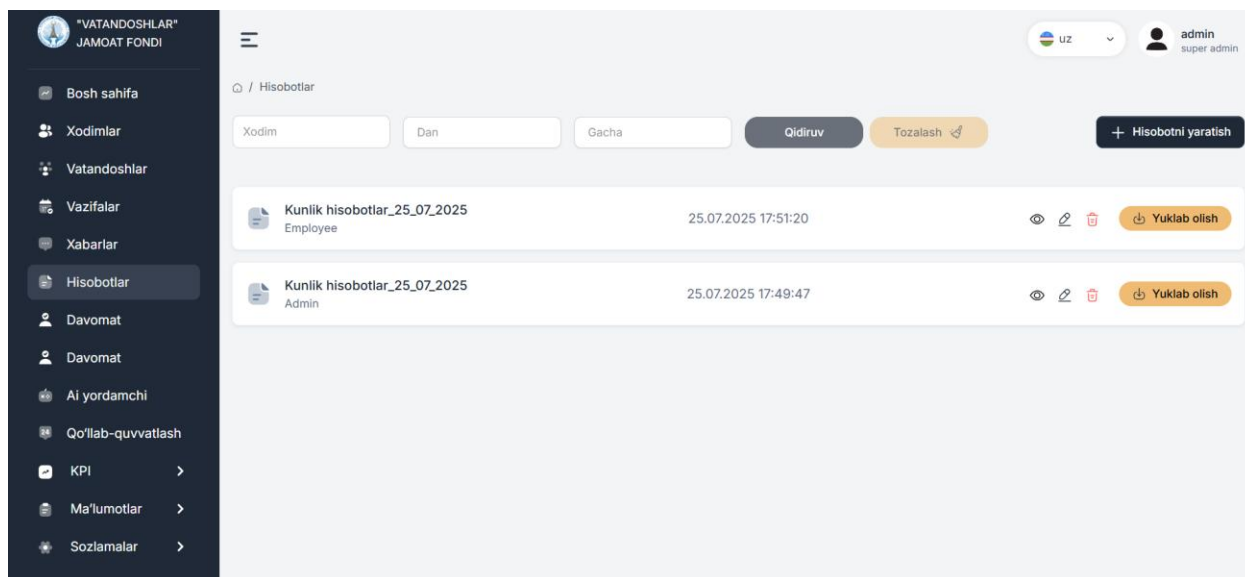 "VATANDOSHLAR"
JAMOAT FONDI
Bosh sahifa
Xodimlar
Vatandoshlar
Vazifalar
Xabarlar
Hisobotlar
Davomat
Davomat
Ai yordamchi
Qo'llab-quvvatlash
KPI
Ma'lumotlar
Sozlamalar
uz
admin
super admin
/ Hisobotlar
Xodim Dan Gacha Qidiruv Tozalash + Hisobotni yaratish
Kunlik hisobotlar_25_07_2025
Employee
25.07.2025 17:51:20
Yuklab olish
Kunlik hisobotlar_25_07_2025
Admin
25.07.2025 17:49:47
Yuklab olish